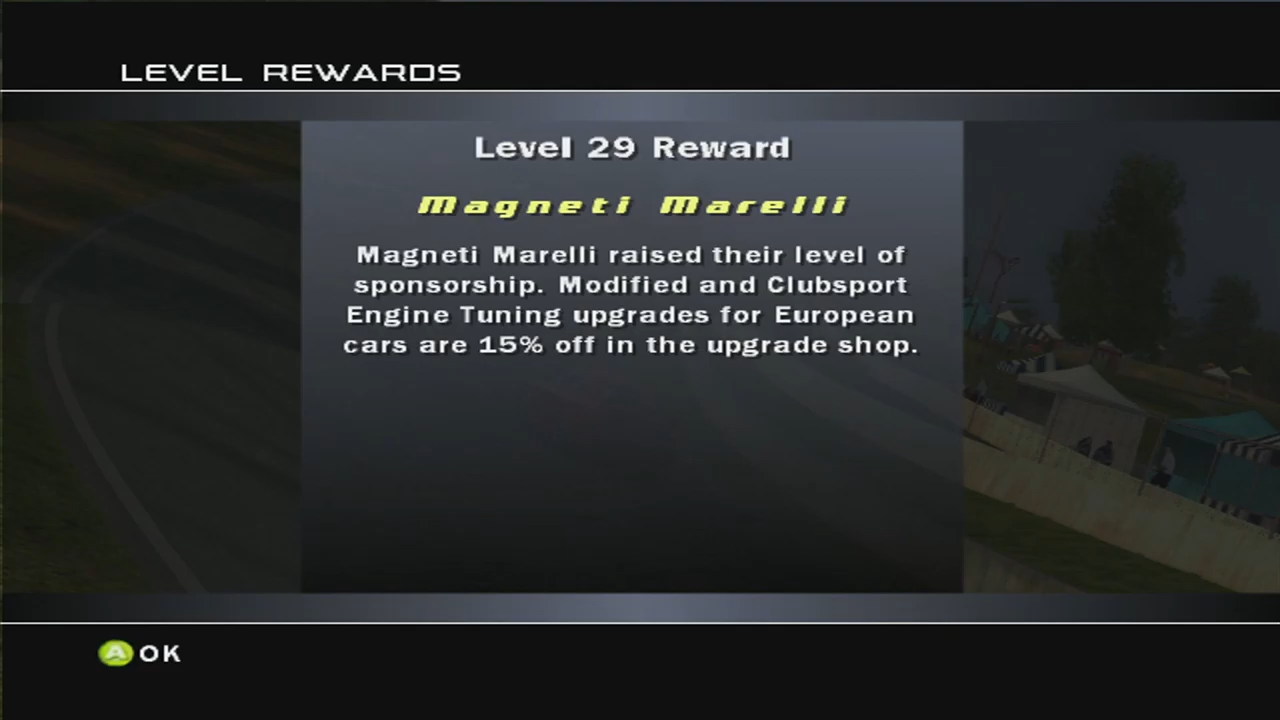 LEVEL REWARDS
Level 29 Reward
Magneti Marelli
Magneti Marelli raised their level of
sponsorship. Modified and Clubsport
Engine Tuning upgrades for European
cars are 15% off in the upgrade shop.
A OK